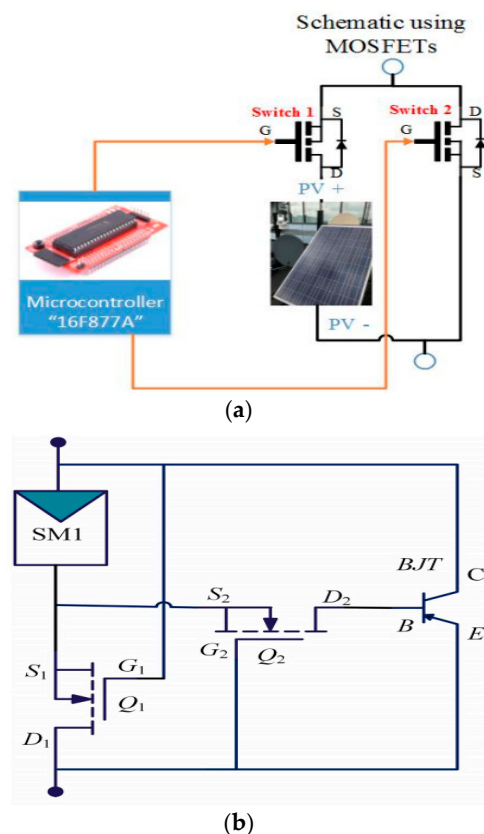 Schematic using
MOSFETs
Switch 1
S
Switch 2
D
G
G
D
S
PV +
Microcontroller
"16F877A"
PV -
(a)
SM1
BJT
C
S2
D2
B
E
G2
Q2
S1
G1
Q1
D1
(b)